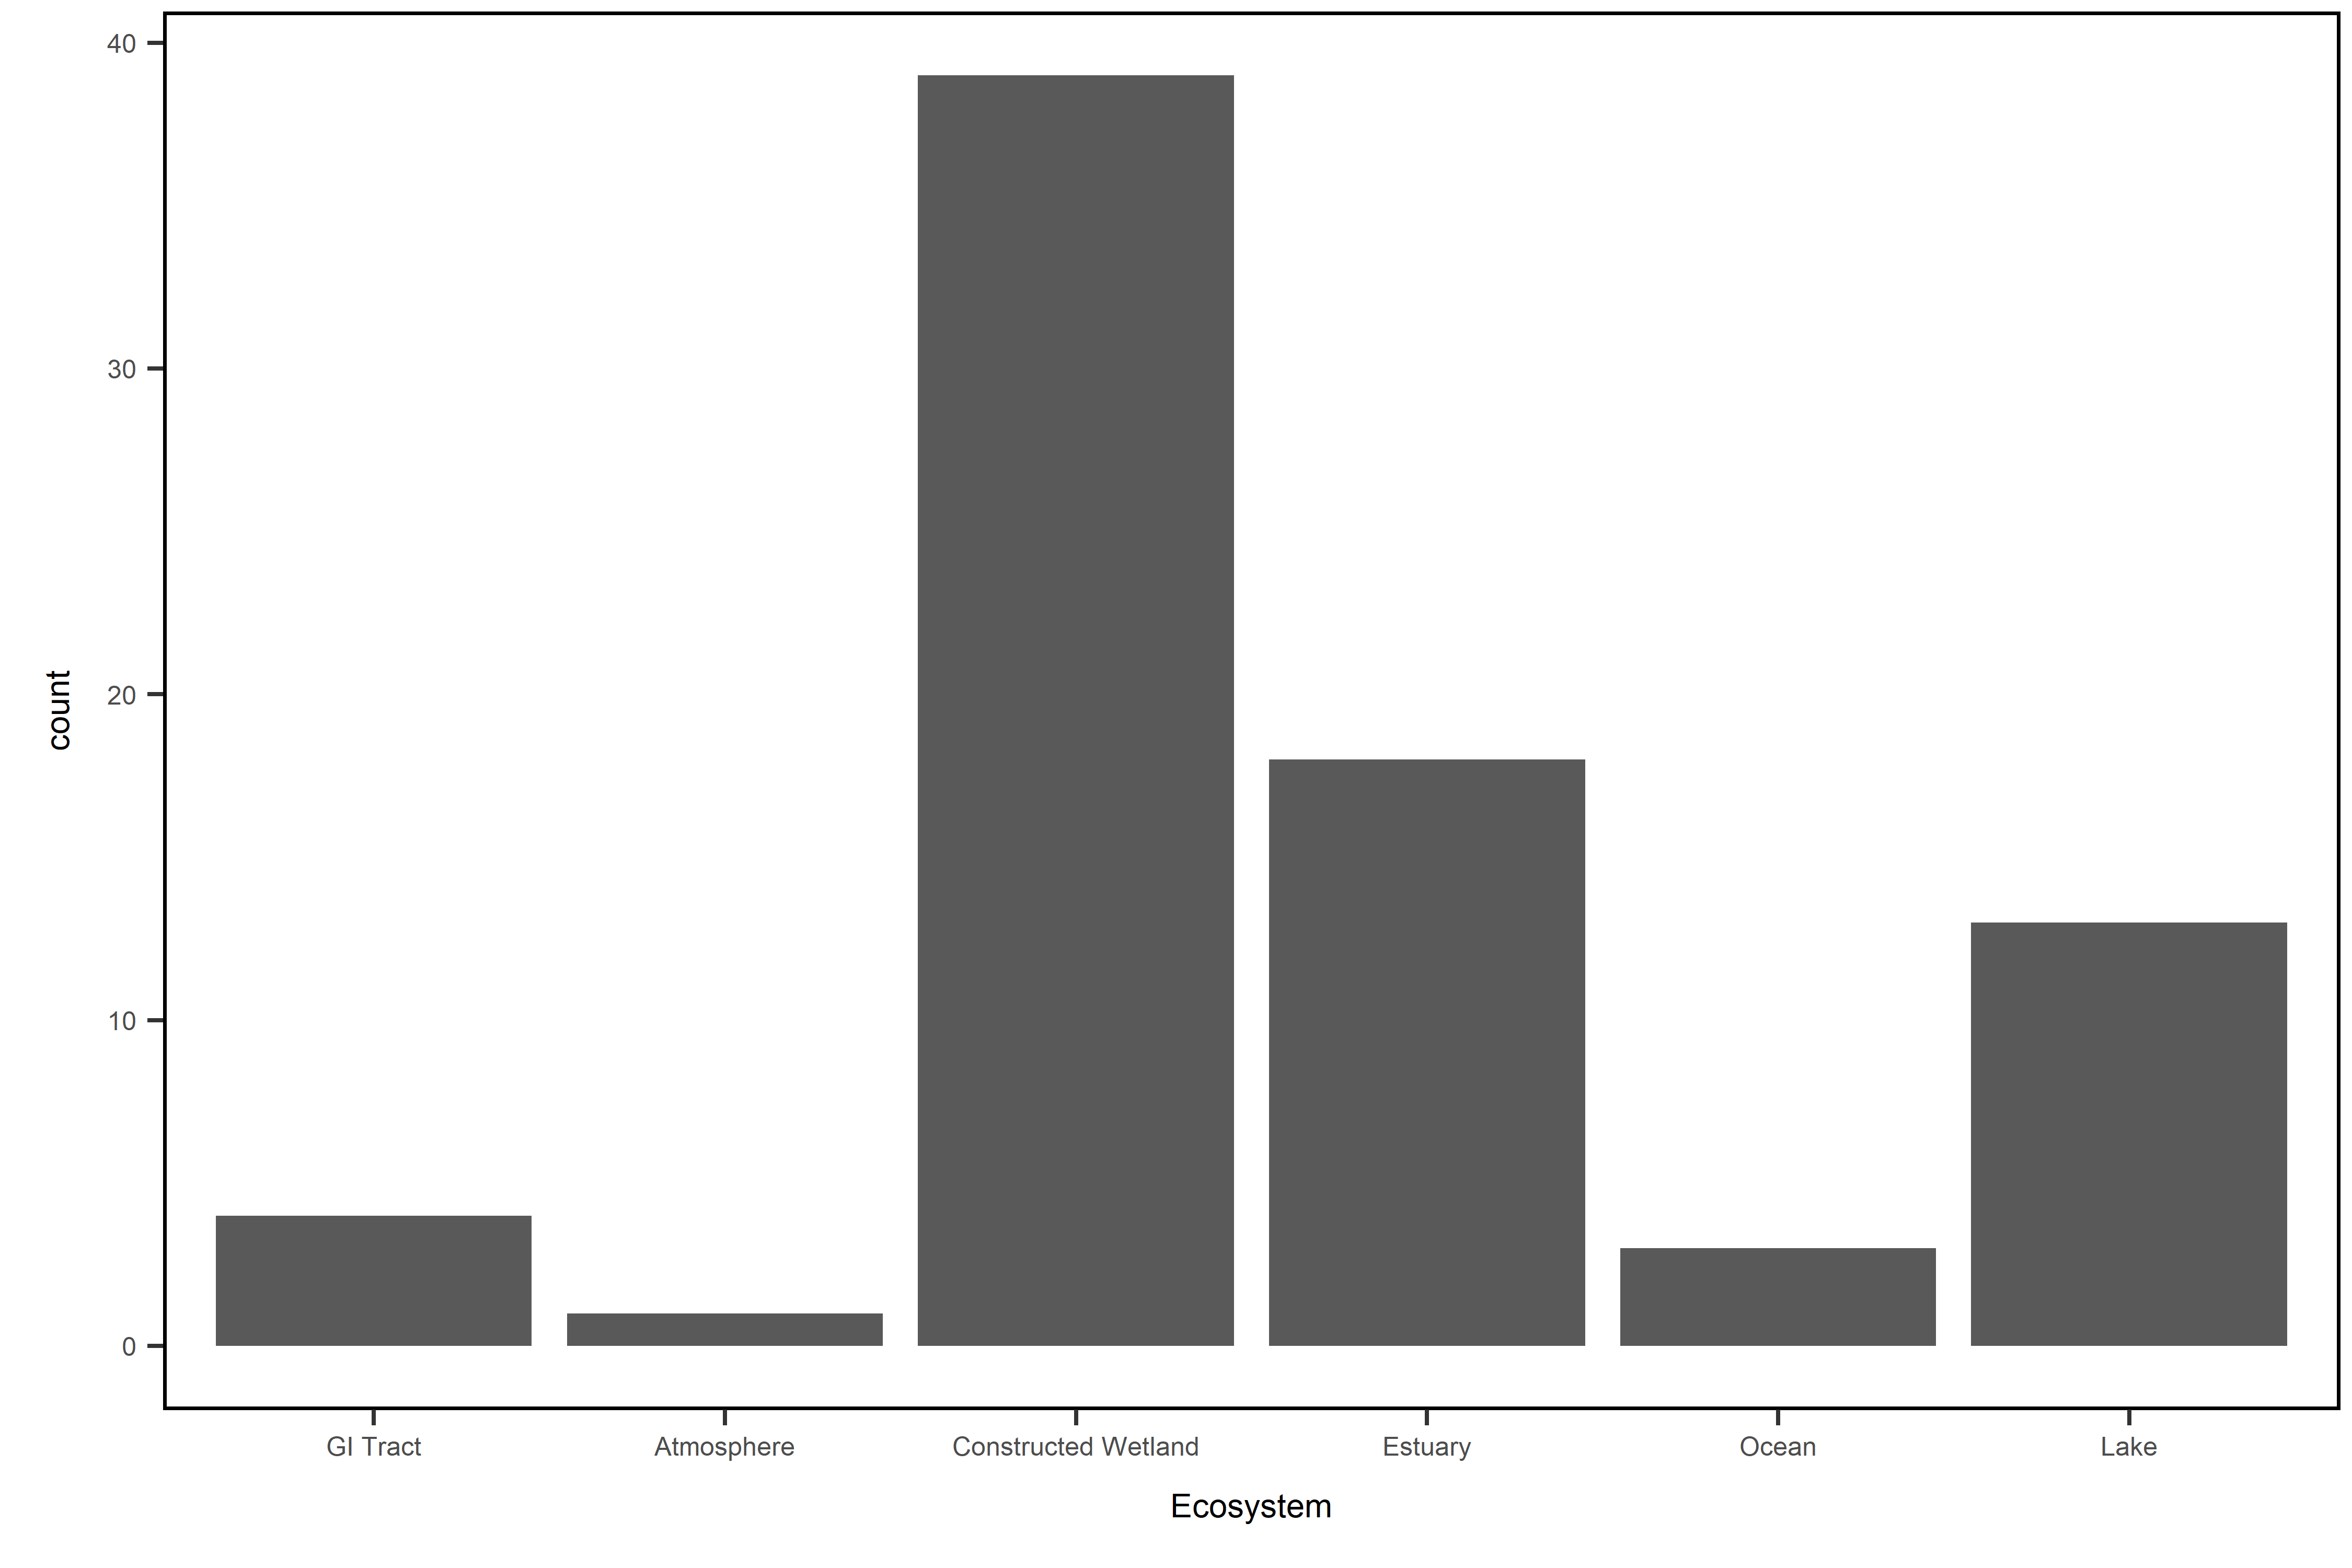 40
30
20
10
0
count
GI Tract
Atmosphere
Constructed Wetland
Estuary
Ocean
Lake
Ecosystem